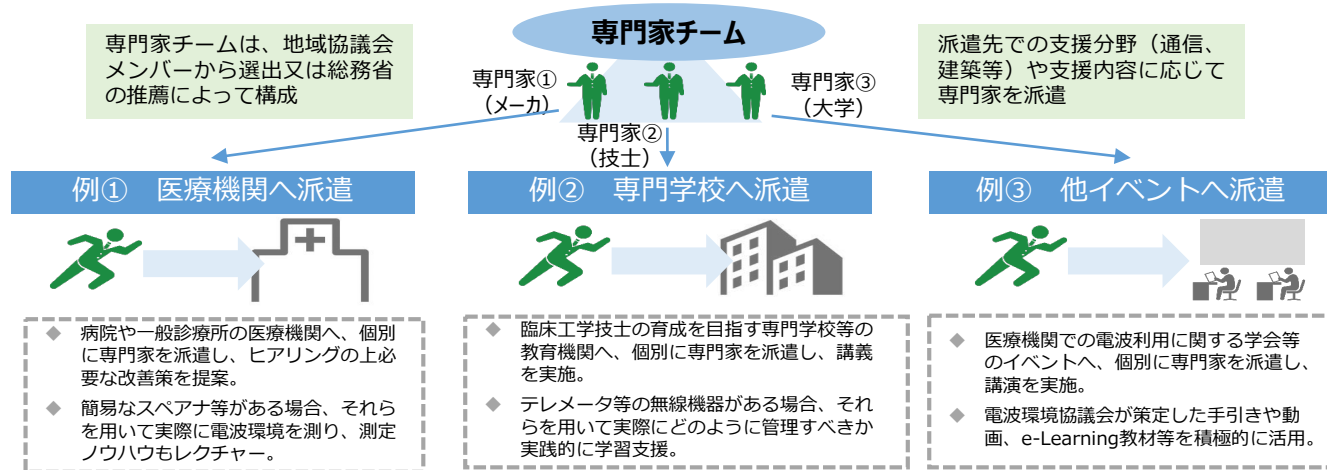 専門家チーム
専門家チームは、地域協議会
メンバーから選出又は総務省
の推薦によって構成
専門家①
（メーカ）
専門家②
（技士）
専門家③
（大学）
派遣先での支援分野（通信、
建築等）や支援内容に応じて
専門家を派遣
例①　医療機関へ派遣
◆ 病院や一般診療所の医療機関へ、個別
に専門家を派遣し、ヒアリングの上必
要な改善策を提案。
◆ 簡易なスペアナ等がある場合、それら
を用いて実際に電波環境を測り、測定
ノウハウもレクチャー。
例②　専門学校へ派遣
◆ 臨床工学技士の育成を目指す専門学校等の
教育機関へ、個別に専門家を派遣し、講義
を実施。
◆ テレメータ等の無線機器がある場合、それ
らを用いて実際にどのように管理すべきか
実践的に学習支援。
例③　他イベントへ派遣
◆ 医療機関での電波利用に関する学会等
のイベントへ、個別に専門家を派遣し、
講演を実施。
◆ 電波環境協議会が策定した手引きや動
画、e-Learning教材等を積極的に活用。